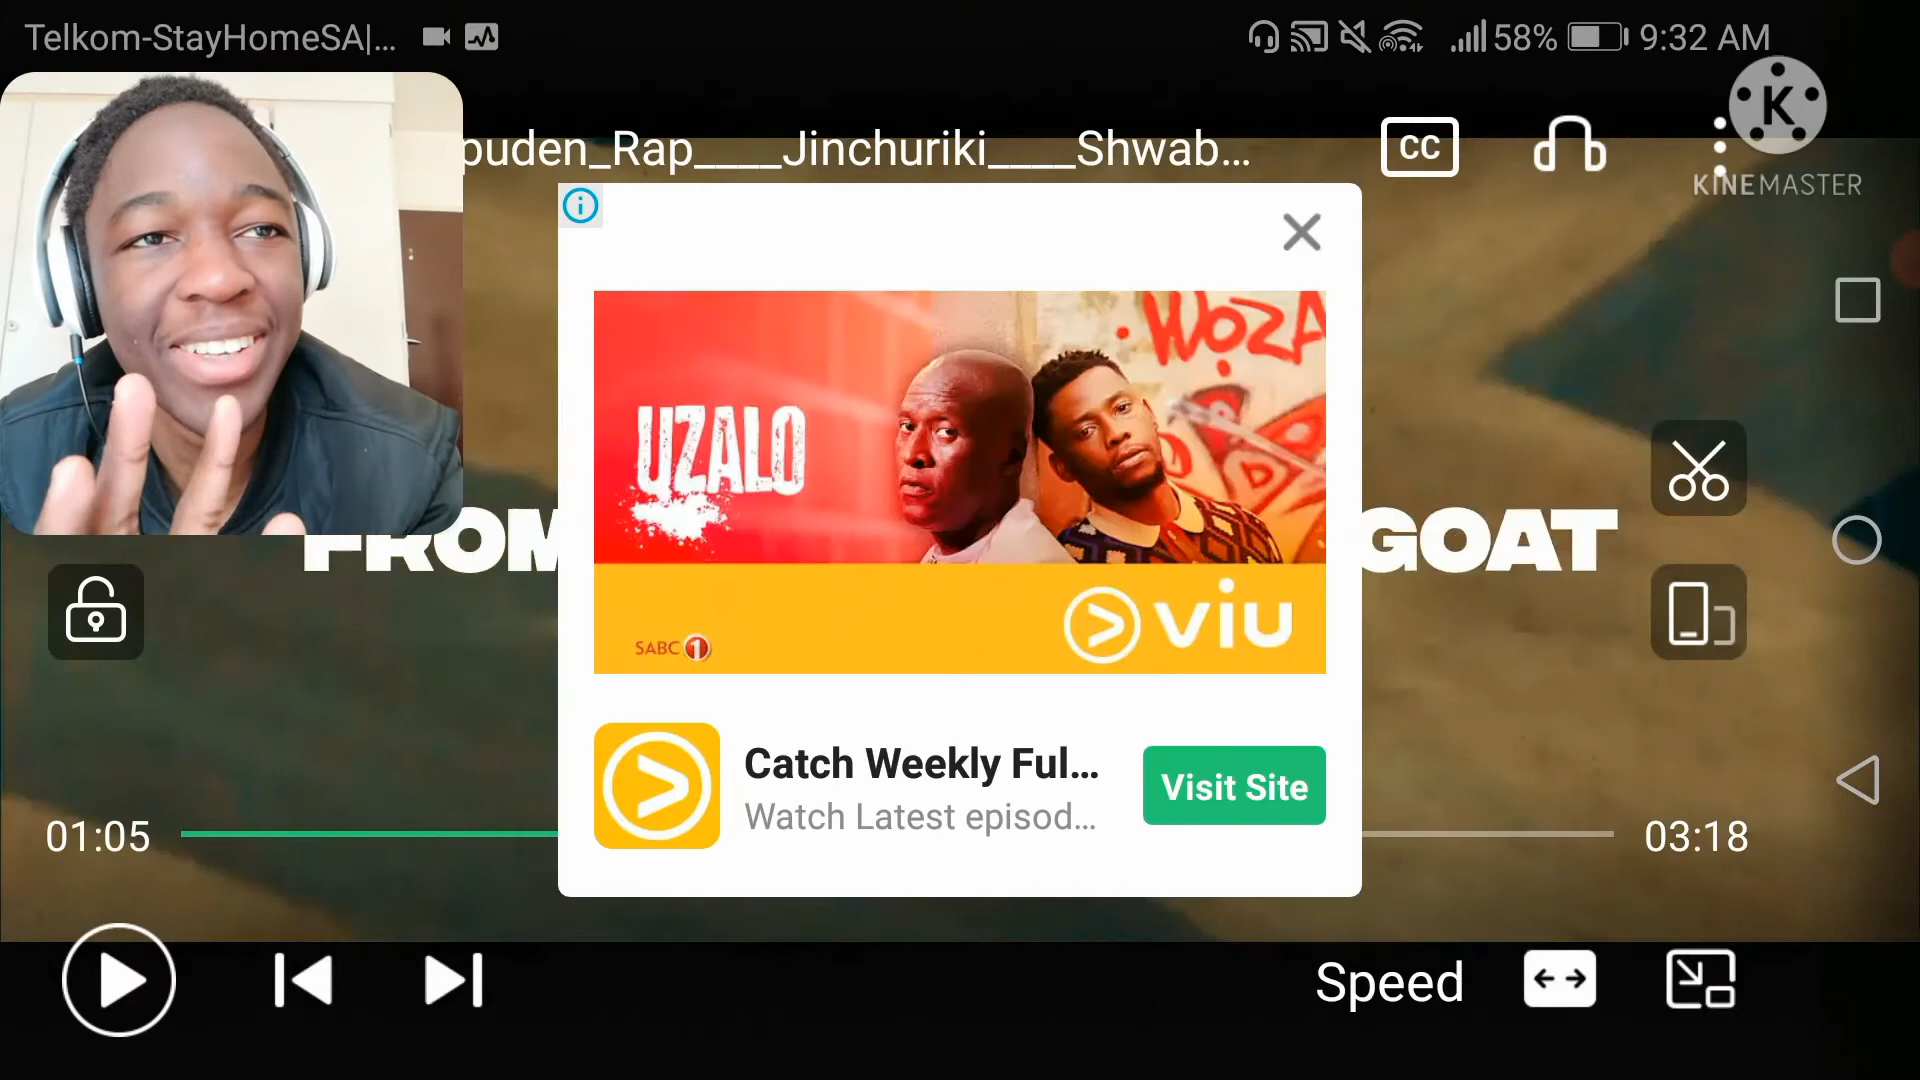 Telkom-StayHomeSA|...
58%
9:32 AM
puden_Rap____Jinchuriki____Shwab...
CC
K
KINEMASTER
WOZA
UZALO
FROM
GOAT
SABC 1
viu
Catch Weekly Ful...
Watch Latest episod...
Visit Site
01:05
03:18
Speed